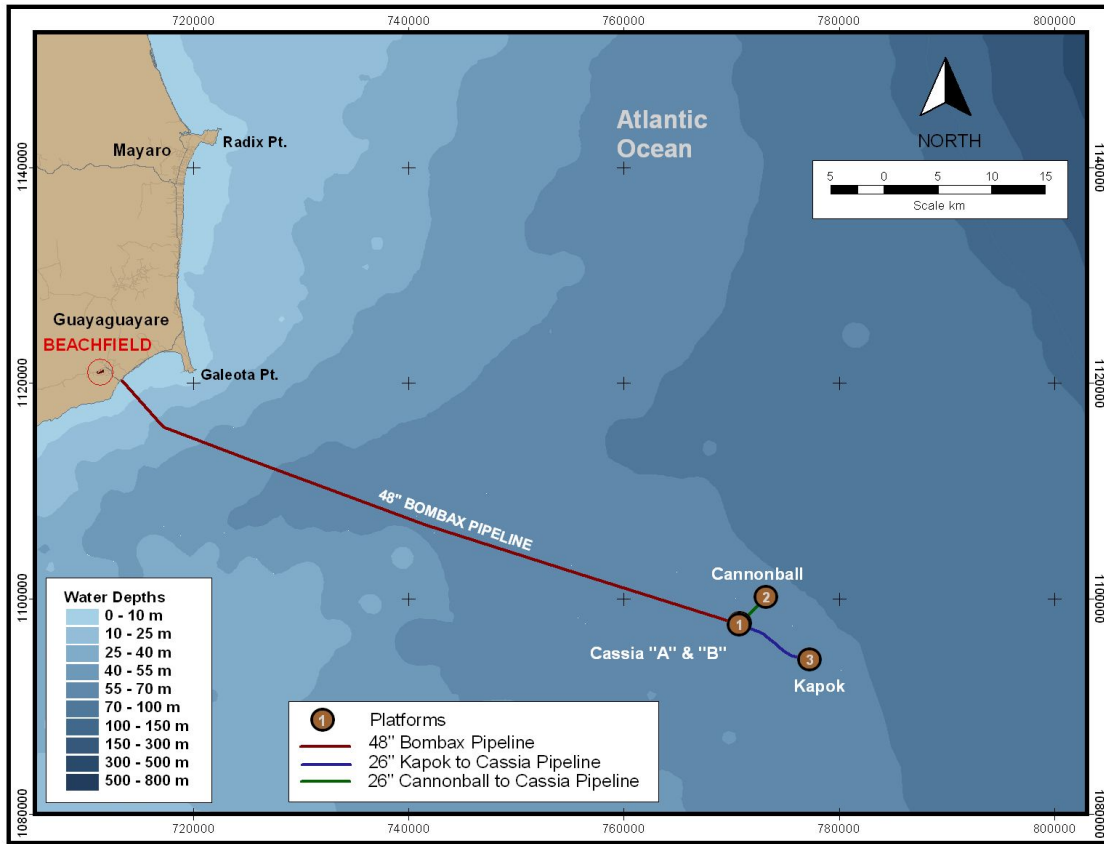 720000 740000 760000 780000 800000
Atlantic
Ocean
NORTH
5 0 5 10 15
Scale km
Mayaro
Radix Pt.
1140000
1140000
Guayaguayare
BEACHFIELD
Galeota Pt.
1120000
1120000
48" BOMBAX PIPELINE
Cannonball
2
1100000
1100000
1
Cassia "A" & "B"
3
Kapok
Water Depths
0 - 10 m
10 - 25 m
25 - 40 m
40 - 55 m
55 - 70 m
70 - 100 m
100 - 150 m
150 - 300 m
300 - 500 m
500 - 800 m
1 Platforms
48" Bombax Pipeline
26" Kapok to Cassia Pipeline
26" Cannonball to Cassia Pipeline
1080000
1080000
720000 740000 760000 780000 800000